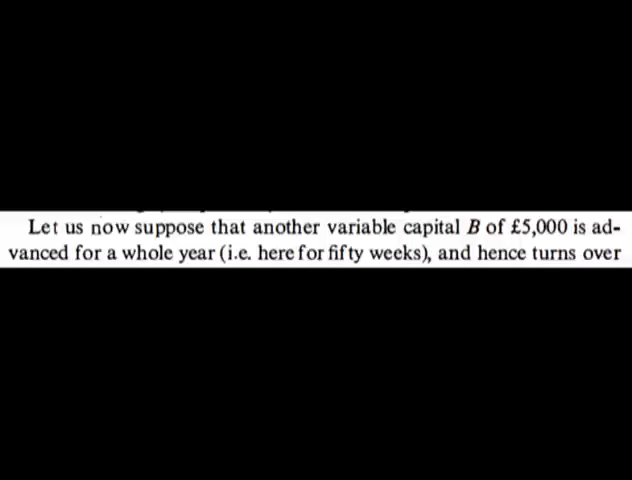 Let us now suppose that another variable capital B of £5,000 is ad-
vanced for a whole year (i.e. here for fifty weeks), and hence turns over